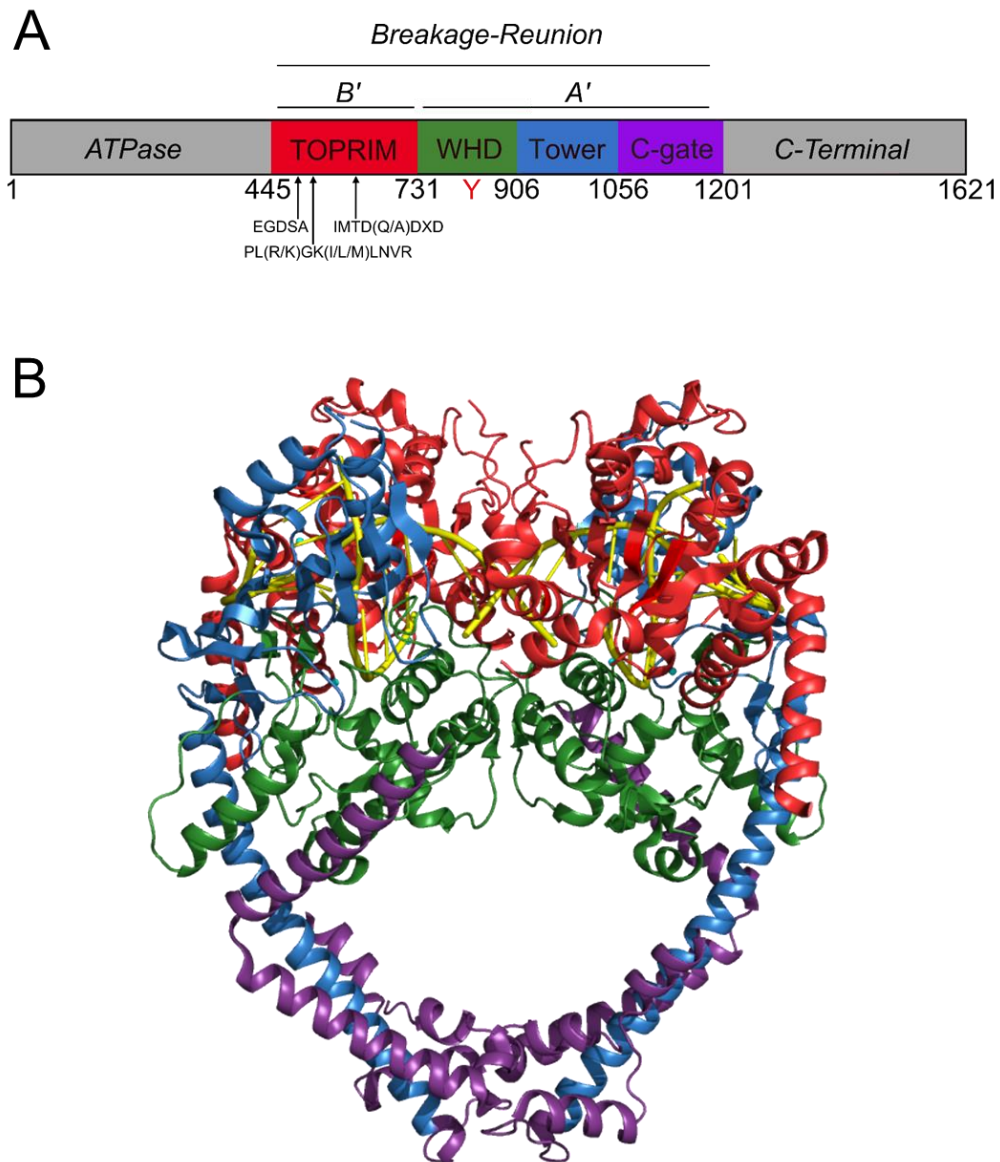 A
Breakage-Reunion
B' A'
ATPase TOPRIM WHD Tower C-gate C-Terminal
1 445 731 Y 906 1056 1201 1621
EGDSA IMTD(Q/A)DXD
PL(R/K)GK(I/L/M)LNVR
B